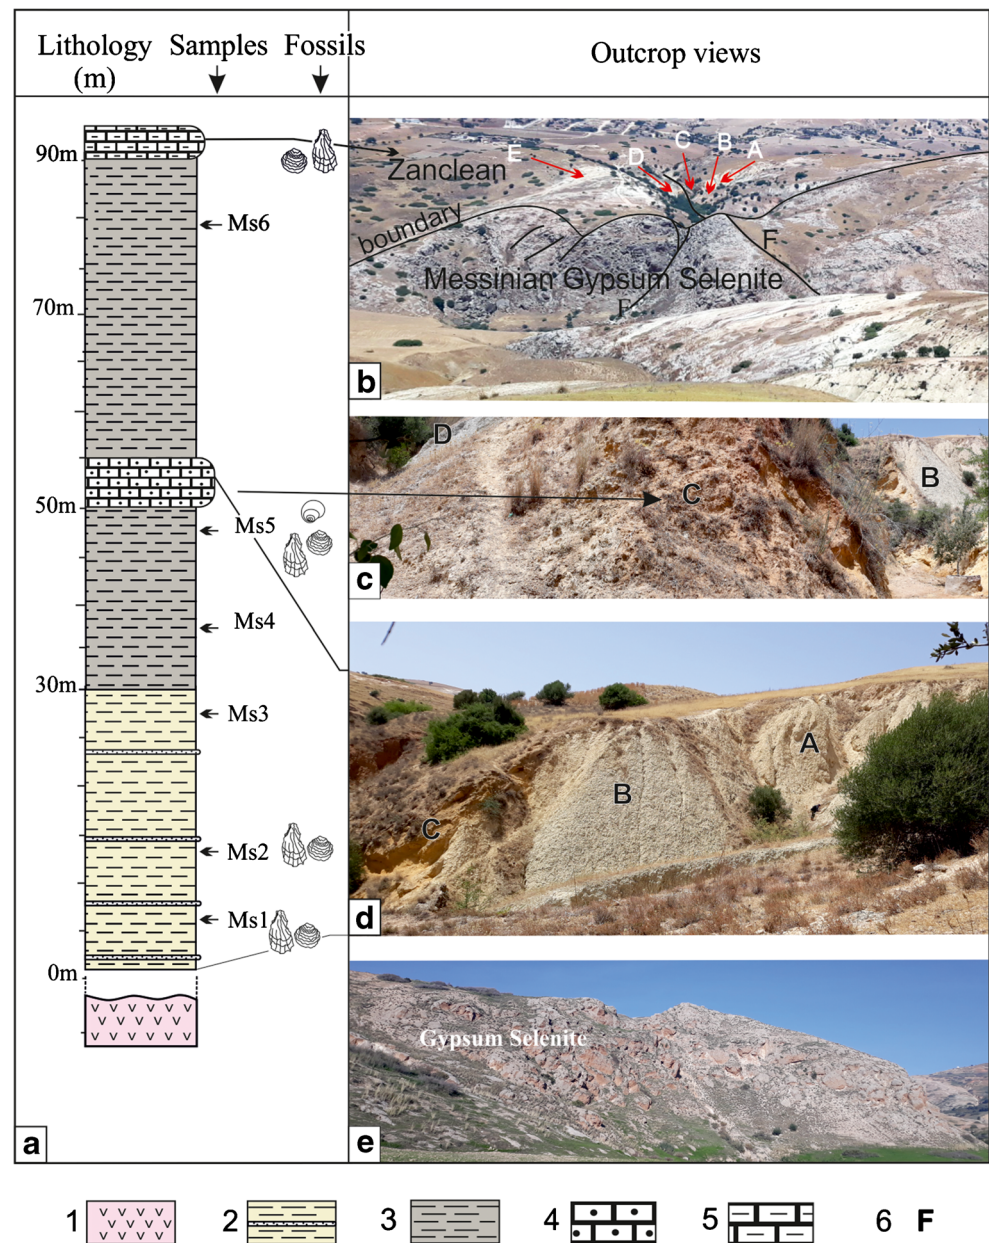 Lithology
(m)
Samples
Fossils
Outcrop views
90m
Ms6
70m
50m
Ms5
Ms4
30m
Ms3
Ms2
Ms1
0m
a
E
D
C
B
A
Zanclean
boundary
F
Messinian Gypsum Selenite
F
b
D
C
B
c
A
B
C
d
Gypsum Selenite
e
1
2
3
4
5
6 F